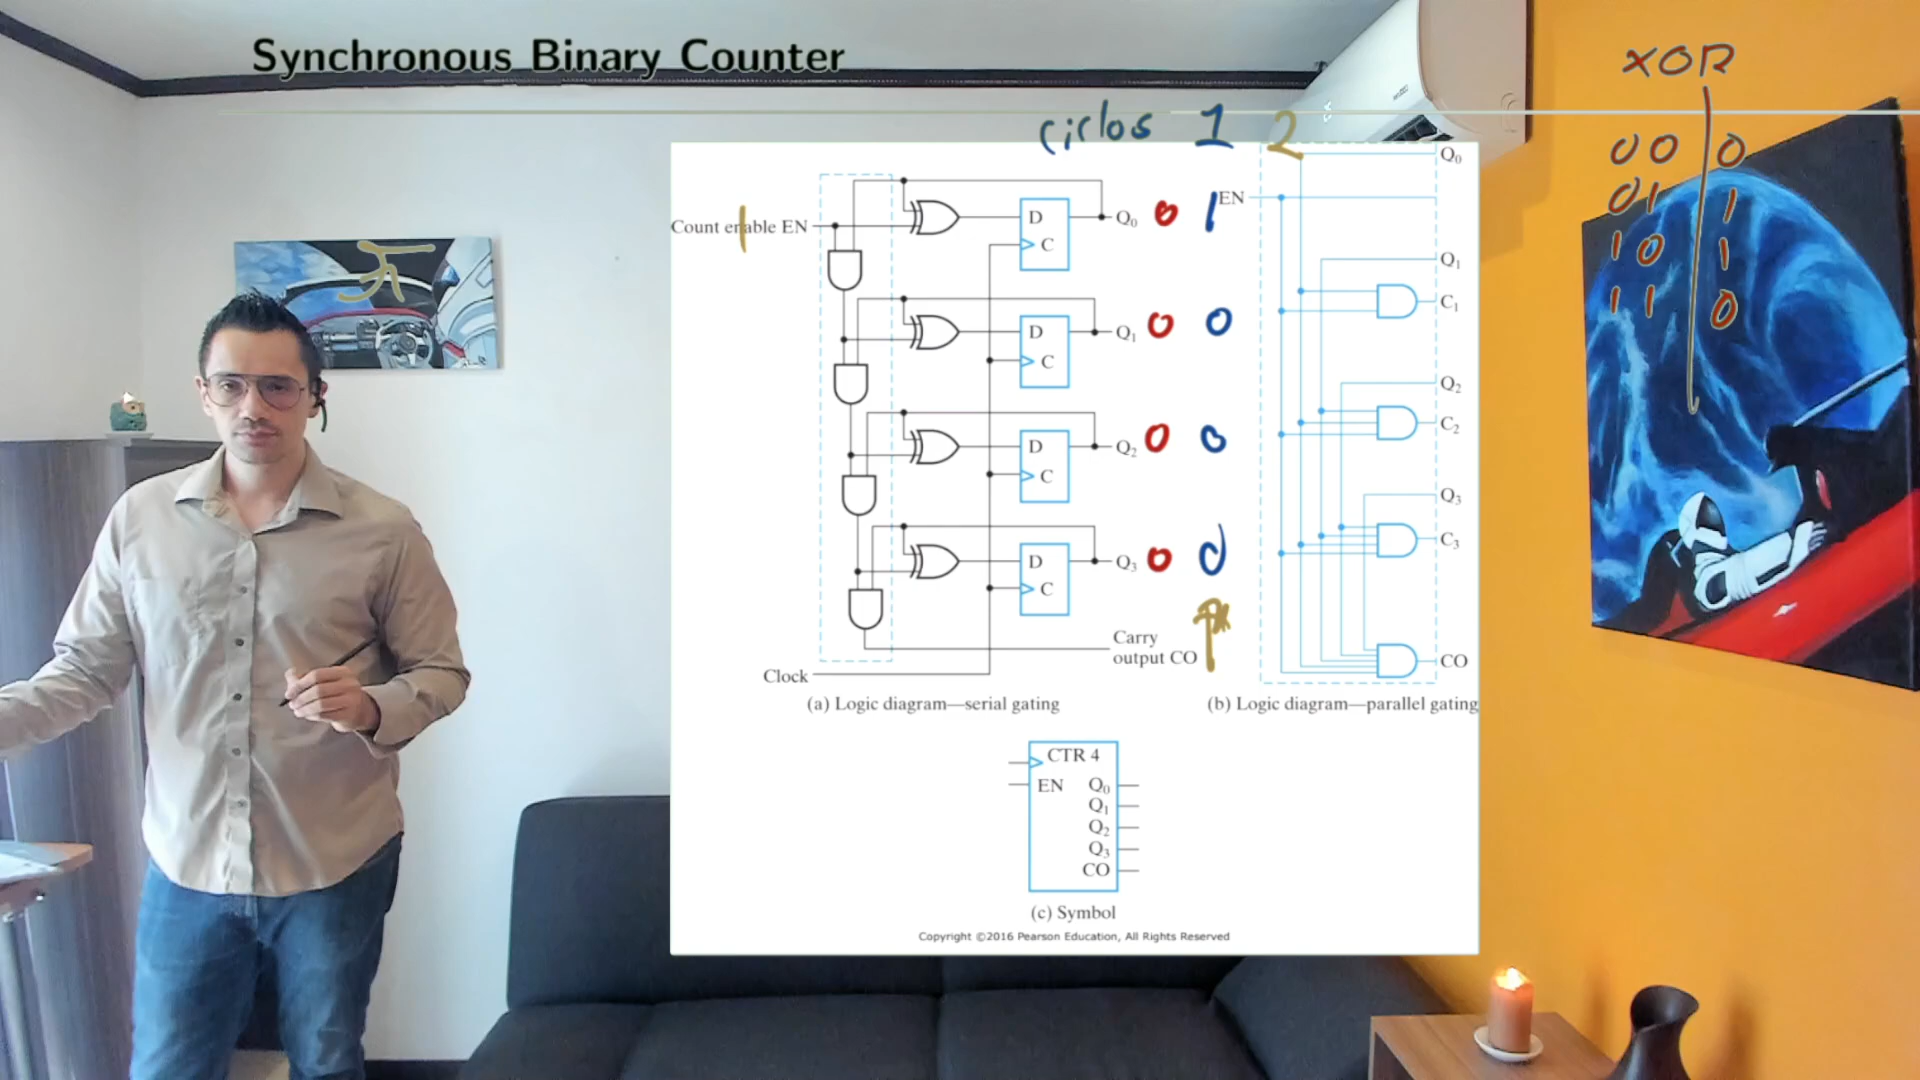 Synchronous Binary Counter
XOR
ciclos 1 2
00 0
01 1
10 1
11 0
Count enable EN
1
D
C
Q0 0 1
D
C
Q1 0 0
D
C
Q2 0 0
D
C
Q3 0 0
Carry
output CO
Clock
(a) Logic diagram—serial gating
Q0
EN
Q1
C1
Q2
C2
Q3
C3
CO
(b) Logic diagram—parallel gating
CTR 4
EN
Q0
Q1
Q2
Q3
CO
(c) Symbol
Copyright ©2016 Pearson Education, All Rights Reserved